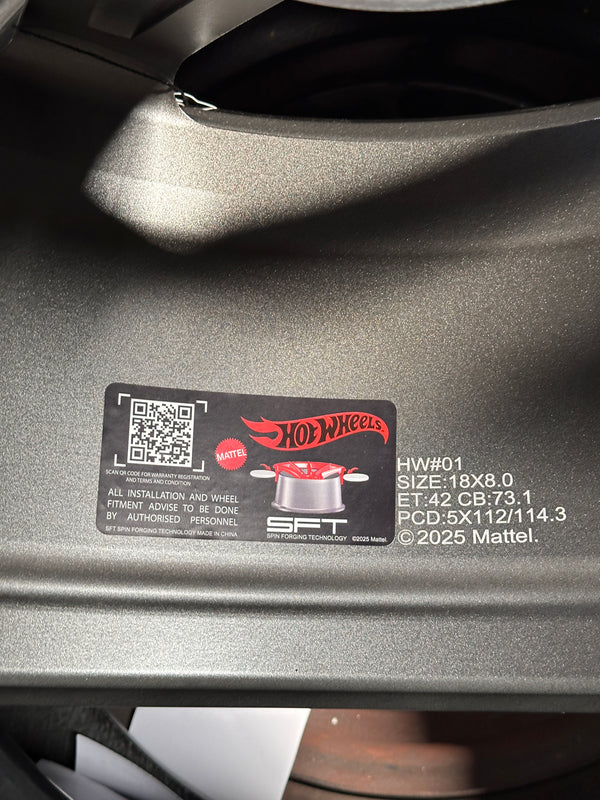 HOT WHEELS
MATTEL
SCAN QR CODE FOR WARRANTY REGISTRATION
AND TERMS AND CONDITION
ALL INSTALLATION AND WHEEL
FITMENT ADVISE TO BE DONE
BY AUTHORISED PERSONNEL
SFT SPIN FORGING TECHNOLOGY MADE IN CHINA
SFT
SPIN FORGING TECHNOLOGY
©2025 Mattel.
HW#01
SIZE:18X8.0
ET:42 CB:73.1
PCD:5X112/114.3
©2025 Mattel.